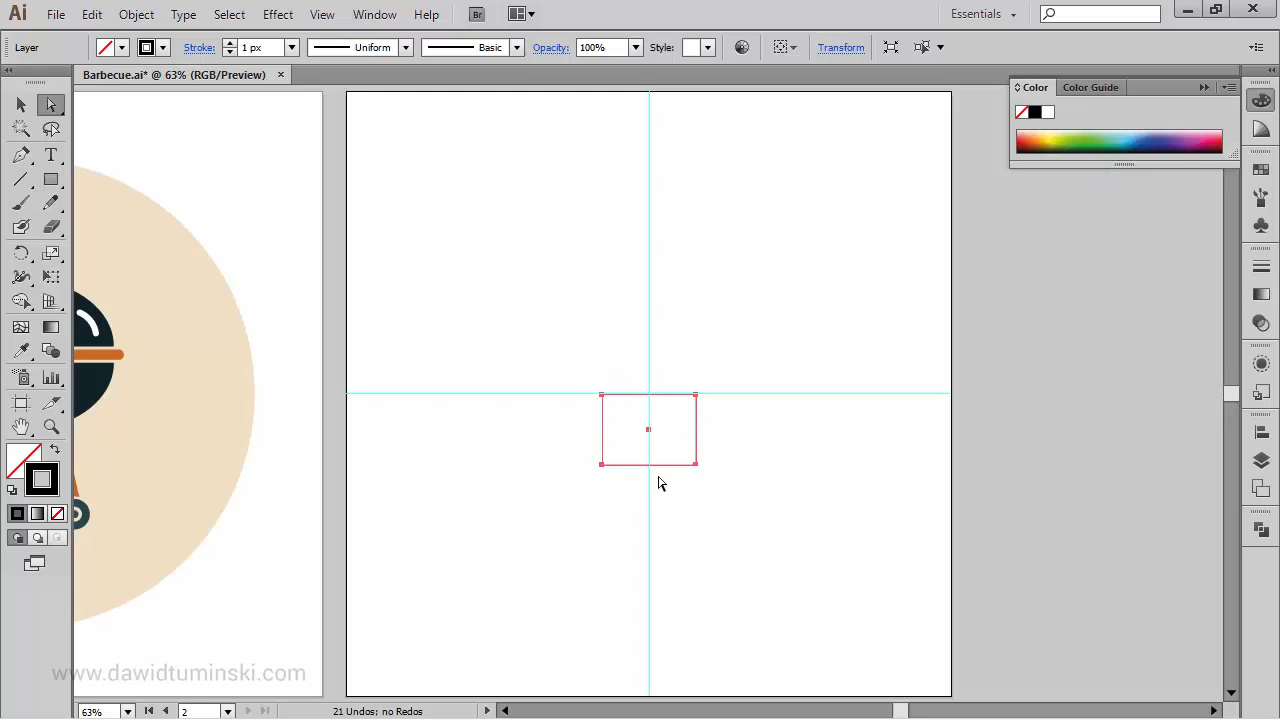 Ai File Edit Object Type Select Effect View Window Help Br Essentials
Layer Stroke: 1 px Uniform Basic Opacity: 100% Style: Transform
Barbecue.ai* @ 63% (RGB/Preview)
Color Color Guide
T
www.dawidtuminski.com
63% 2 21 Undos; no Redos